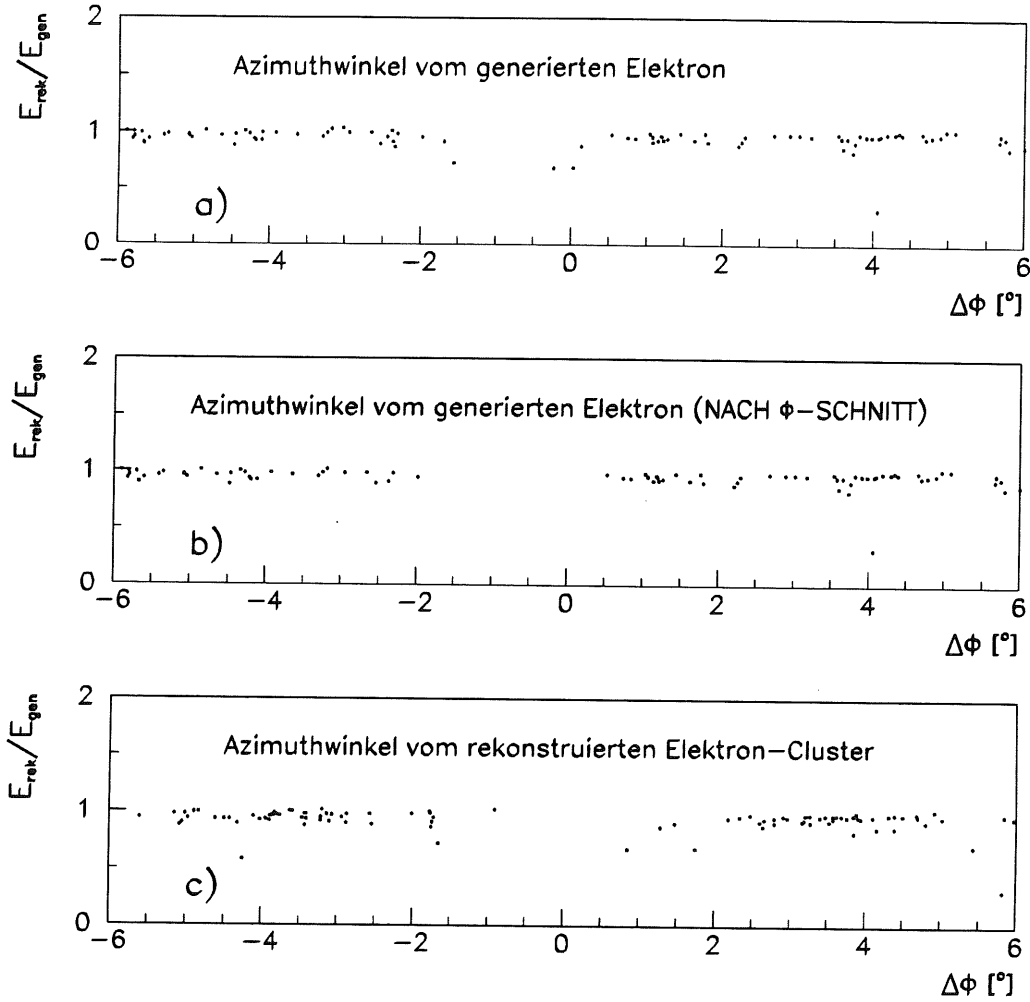 2
E_rek/E_gen
Azimuthwinkel vom generierten Elektron
1
a)
0
−6 −4 −2 0 2 4 6
ΔΦ [°]
2
E_rek/E_gen
Azimuthwinkel vom generierten Elektron (NACH Φ−SCHNITT)
1
b)
0
−6 −4 −2 0 2 4 6
ΔΦ [°]
2
E_rek/E_gen
Azimuthwinkel vom rekonstruierten Elektron−Cluster
1
c)
0
−6 −4 −2 0 2 4 6
ΔΦ [°]